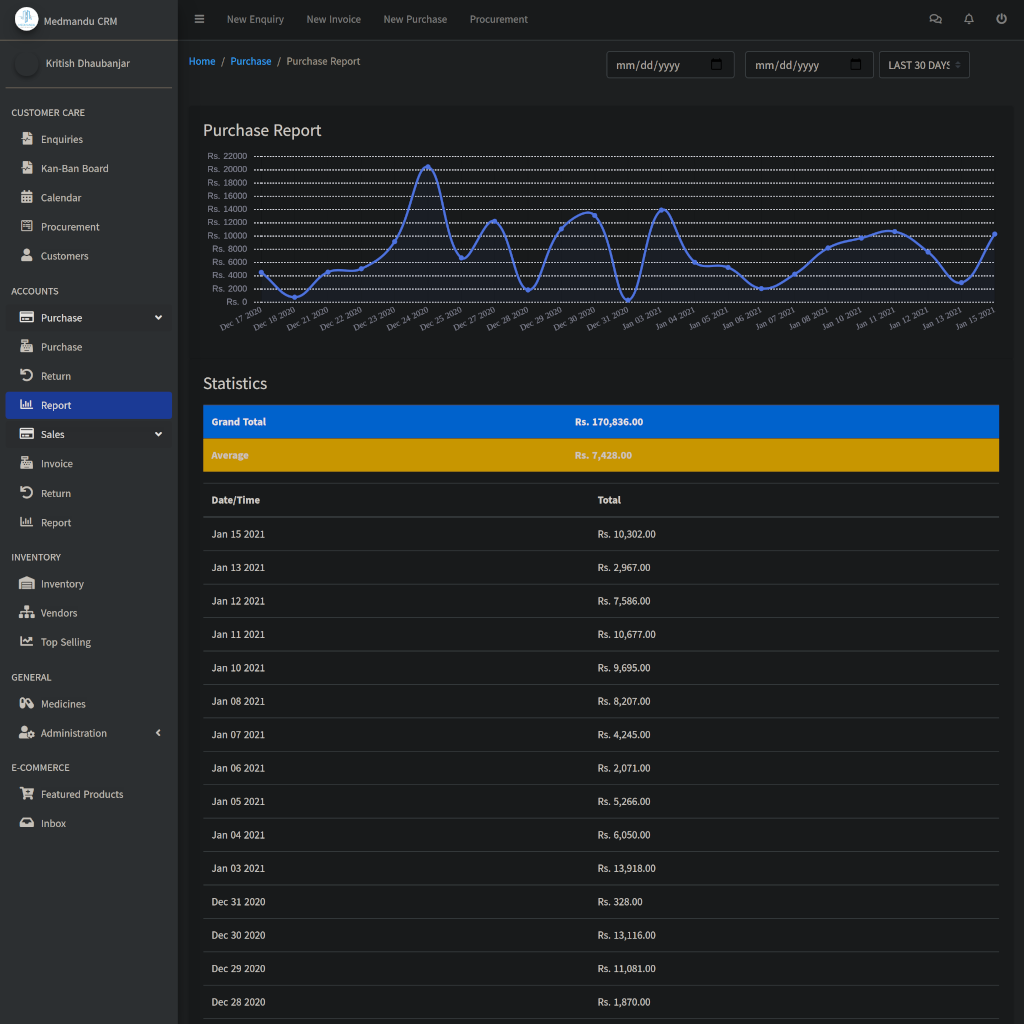 Medmandu CRM
New Enquiry New Invoice New Purchase Procurement
Kritish Dhaubanjar
Home / Purchase / Purchase Report
mm/dd/yyyy mm/dd/yyyy LAST 30 DAYS
CUSTOMER CARE
Enquiries
Kan-Ban Board
Calendar
Procurement
Customers
ACCOUNTS
Purchase
Purchase
Return
Report
Sales
Invoice
Return
Report
INVENTORY
Inventory
Vendors
Top Selling
GENERAL
Medicines
Administration
E-COMMERCE
Featured Products
Inbox
Purchase Report
Rs. 22000
Rs. 20000
Rs. 18000
Rs. 16000
Rs. 14000
Rs. 12000
Rs. 10000
Rs. 8000
Rs. 6000
Rs. 4000
Rs. 2000
Rs. 0
Dec 17 2020 Dec 18 2020 Dec 21 2020 Dec 22 2020 Dec 23 2020 Dec 24 2020 Dec 25 2020 Dec 27 2020 Dec 28 2020 Dec 29 2020 Dec 30 2020 Dec 31 2020 Jan 03 2021 Jan 04 2021 Jan 05 2021 Jan 06 2021 Jan 07 2021 Jan 08 2021 Jan 10 2021 Jan 11 2021 Jan 12 2021 Jan 13 2021 Jan 15 2021
Statistics
Grand Total Rs. 170,836.00
Average Rs. 7,428.00
Date/Time Total
Jan 15 2021 Rs. 10,302.00
Jan 13 2021 Rs. 2,967.00
Jan 12 2021 Rs. 7,586.00
Jan 11 2021 Rs. 10,677.00
Jan 10 2021 Rs. 9,695.00
Jan 08 2021 Rs. 8,207.00
Jan 07 2021 Rs. 4,245.00
Jan 06 2021 Rs. 2,071.00
Jan 05 2021 Rs. 5,266.00
Jan 04 2021 Rs. 6,050.00
Jan 03 2021 Rs. 13,918.00
Dec 31 2020 Rs. 328.00
Dec 30 2020 Rs. 13,116.00
Dec 29 2020 Rs. 11,081.00
Dec 28 2020 Rs. 1,870.00